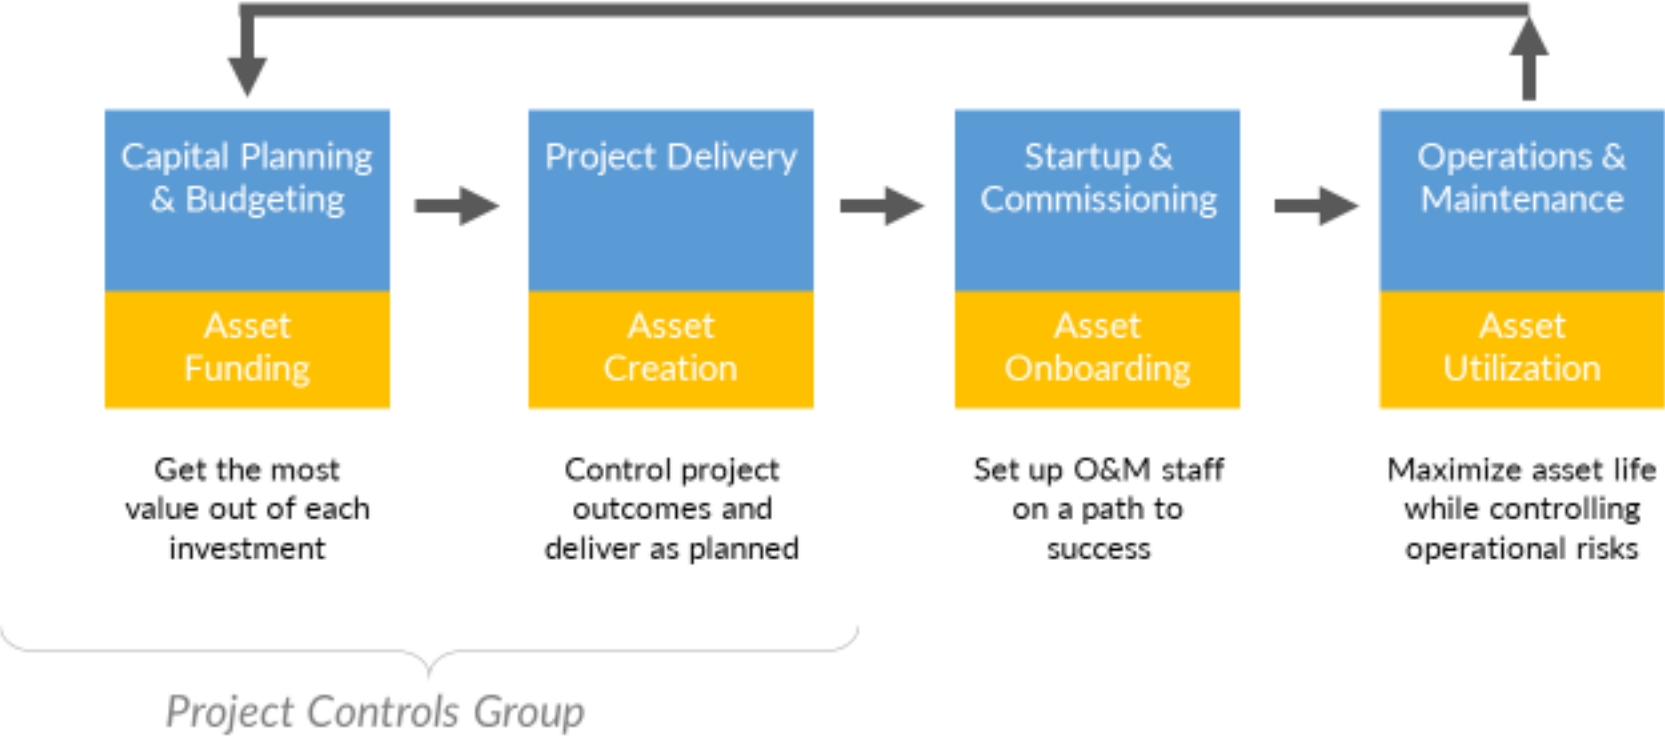 Capital Planning
& Budgeting
Asset
Funding
Get the most
value out of each
investment
Project Delivery
Asset
Creation
Control project
outcomes and
deliver as planned
Startup &
Commissioning
Asset
Onboarding
Set up O&M staff
on a path to
success
Operations &
Maintenance
Asset
Utilization
Maximize asset life
while controlling
operational risks
Project Controls Group